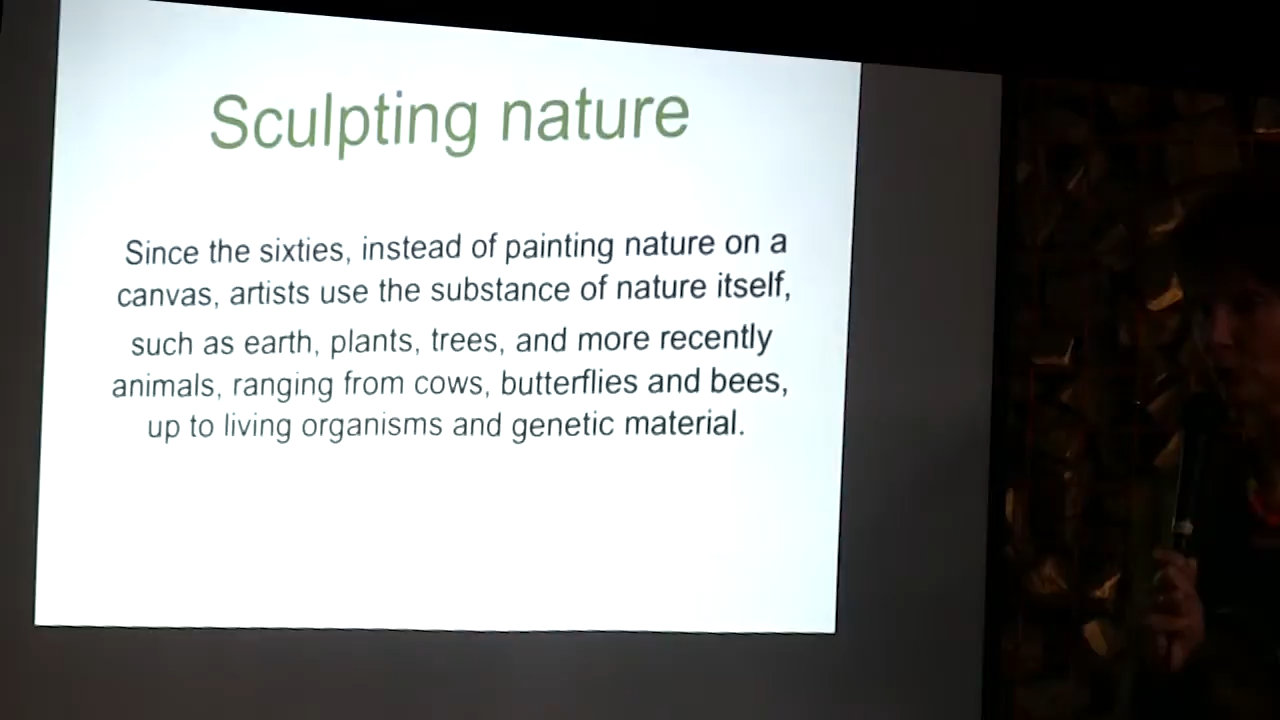 Sculpting nature
Since the sixties, instead of painting nature on a
canvas, artists use the substance of nature itself,
such as earth, plants, trees, and more recently
animals, ranging from cows, butterflies and bees,
up to living organisms and genetic material.